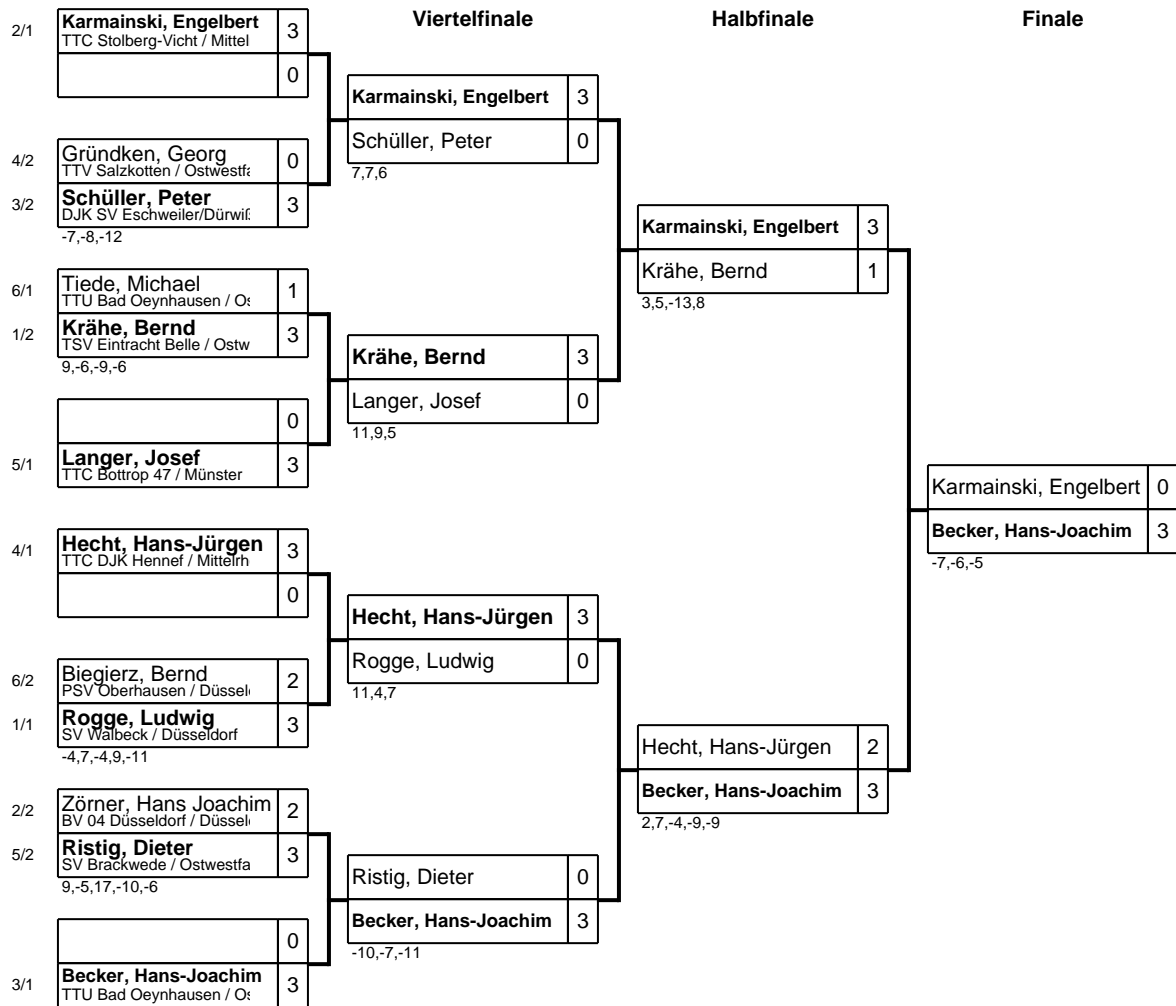 Viertelfinale
Halbfinale
Finale
2/1
Karmainski, Engelbert 3
TTC Stolberg-Vicht / Mittel
0
4/2
Gründken, Georg 0
TTV Salzkotten / Ostwestfa
3/2
Schüller, Peter 3
DJK SV Eschweiler/Dürwiß
-7,-8,-12
6/1
Tiede, Michael 1
TTU Bad Oeynhausen / Os
1/2
Krähe, Bernd 3
TSV Eintracht Belle / Ostw
9,-6,-9,-6
0
5/1
Langer, Josef 3
TTC Bottrop 47 / Münster
4/1
Hecht, Hans-Jürgen 3
TTC DJK Hennef / Mittelrh
0
6/2
Biegierz, Bernd 2
PSV Oberhausen / Düssel
1/1
Rogge, Ludwig 3
SV Walbeck / Düsseldorf
-4,7,-4,9,-11
2/2
Zörner, Hans Joachim 2
BV 04 Düsseldorf / Düssel
5/2
Ristig, Dieter 3
SV Brackwede / Ostwestfa
9,-5,17,-10,-6
0
3/1
Becker, Hans-Joachim 3
TTU Bad Oeynhausen / Os
Karmainski, Engelbert 3
Schüller, Peter 0
7,7,6
Krähe, Bernd 3
Langer, Josef 0
11,9,5
Hecht, Hans-Jürgen 3
Rogge, Ludwig 0
11,4,7
Ristig, Dieter 0
Becker, Hans-Joachim 3
-10,-7,-11
Karmainski, Engelbert 3
Krähe, Bernd 1
3,5,-13,8
Hecht, Hans-Jürgen 2
Becker, Hans-Joachim 3
2,7,-4,-9,-9
Karmainski, Engelbert 0
Becker, Hans-Joachim 3
-7,-6,-5